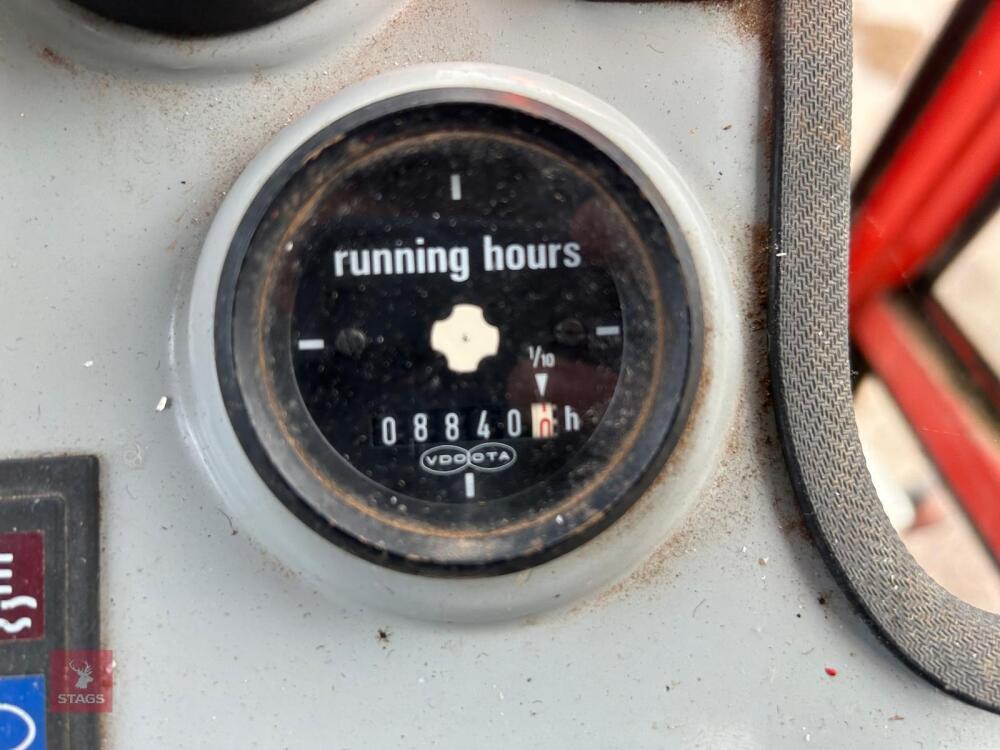 running hours
1/10
08840 h
VDO OTA
STAGS